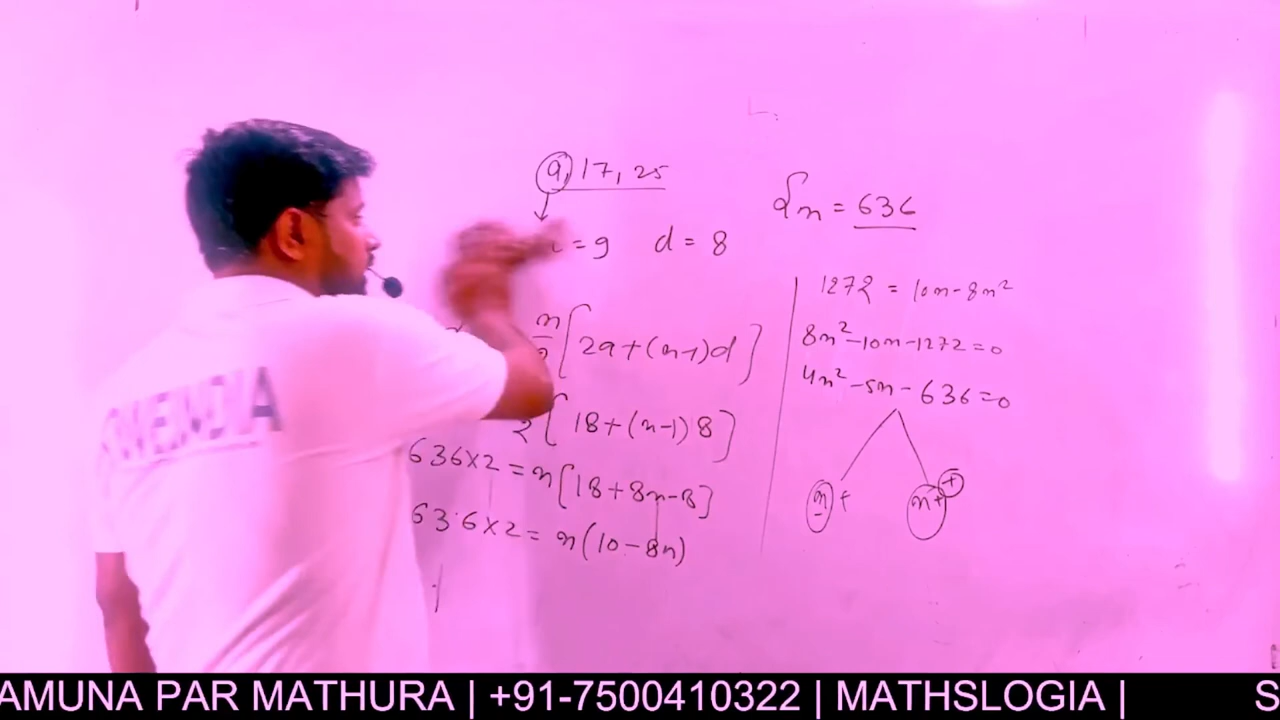 9, 17, 25
Sn = 636
= 9 d = 8
n/2 [2a+(n-1)d]
2 [18+(n-1)8]
636×2 = n[18+8n-8]
636×2 = n(10-8n)
1272 = 10n-8n²
8n²-10n-1272=0
4n²-5n-636=0
n+ n+ +
AMUNA PAR MATHURA | +91-7500410322 | MATHSLOGIA | S